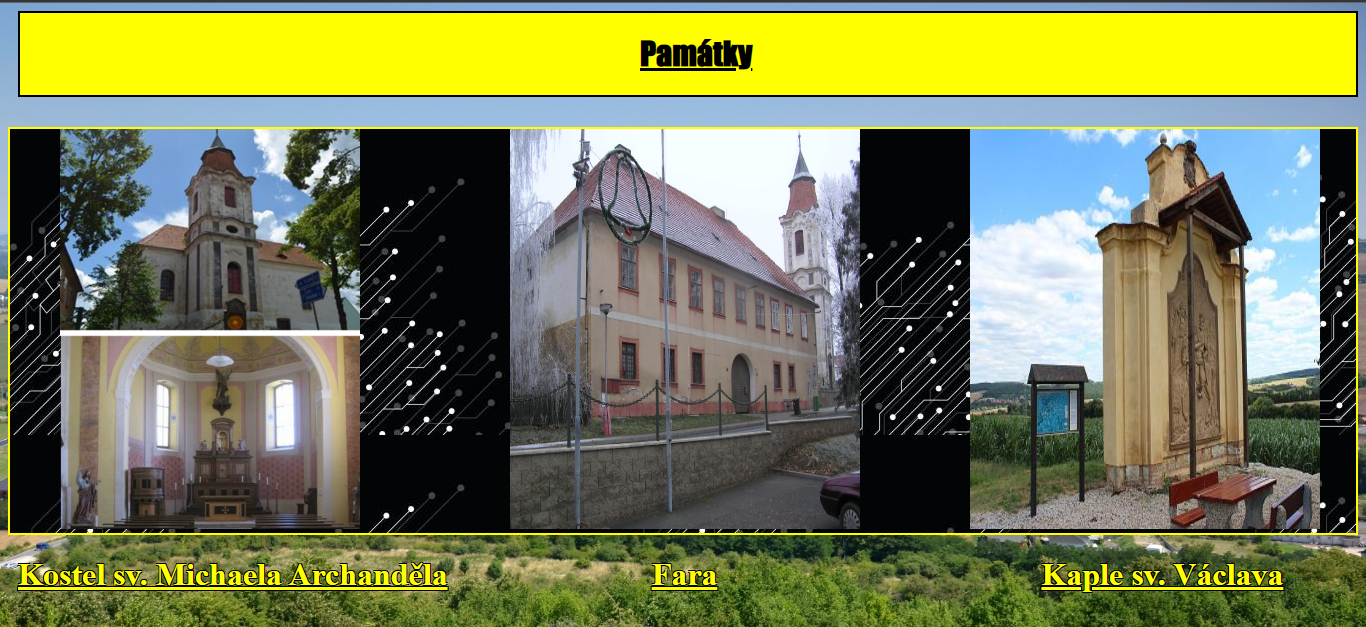 Památky
Kostel sv. Michaela Archanděla
Fara
Kaple sv. Václava